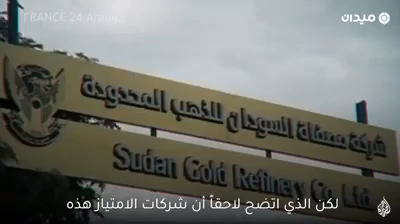 FRANCE 24 Arabic
ميدان
شركة مصفاة السودان للذهب المحدودة
Sudan Gold Refinery Co. Ltd.
لكن الذي اتضح لاحقاً أن شركات الامتياز هذه